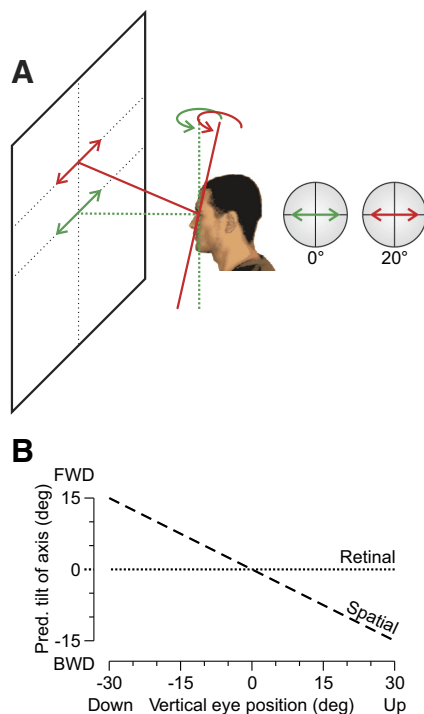 A
0°
20°
B
FWD
15
0
-15
BWD
Pred. tilt of axis (deg)
Retinal
Spatial
-30
-15
0
15
30
Down
Vertical eye position (deg)
Up